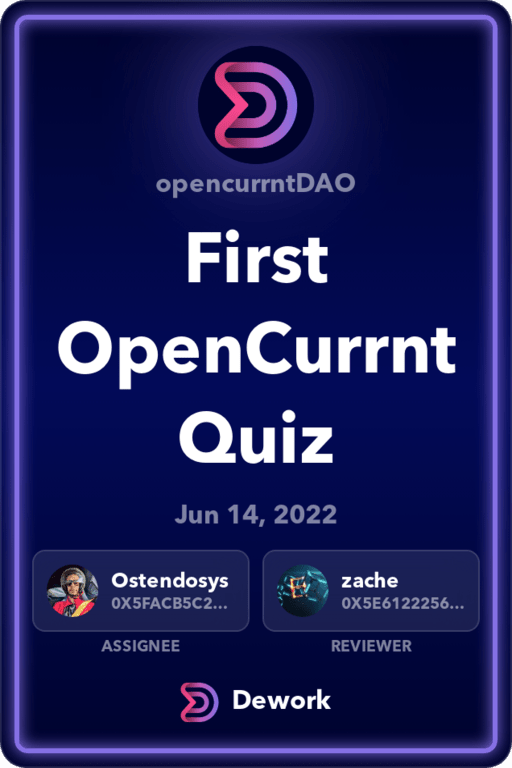 opencurrntDAO
First
OpenCurrnt
Quiz
Jun 14, 2022
Ostendosys
0X5FACB5C2...
ASSIGNEE
zache
0X5E6122256...
REVIEWER
Dework